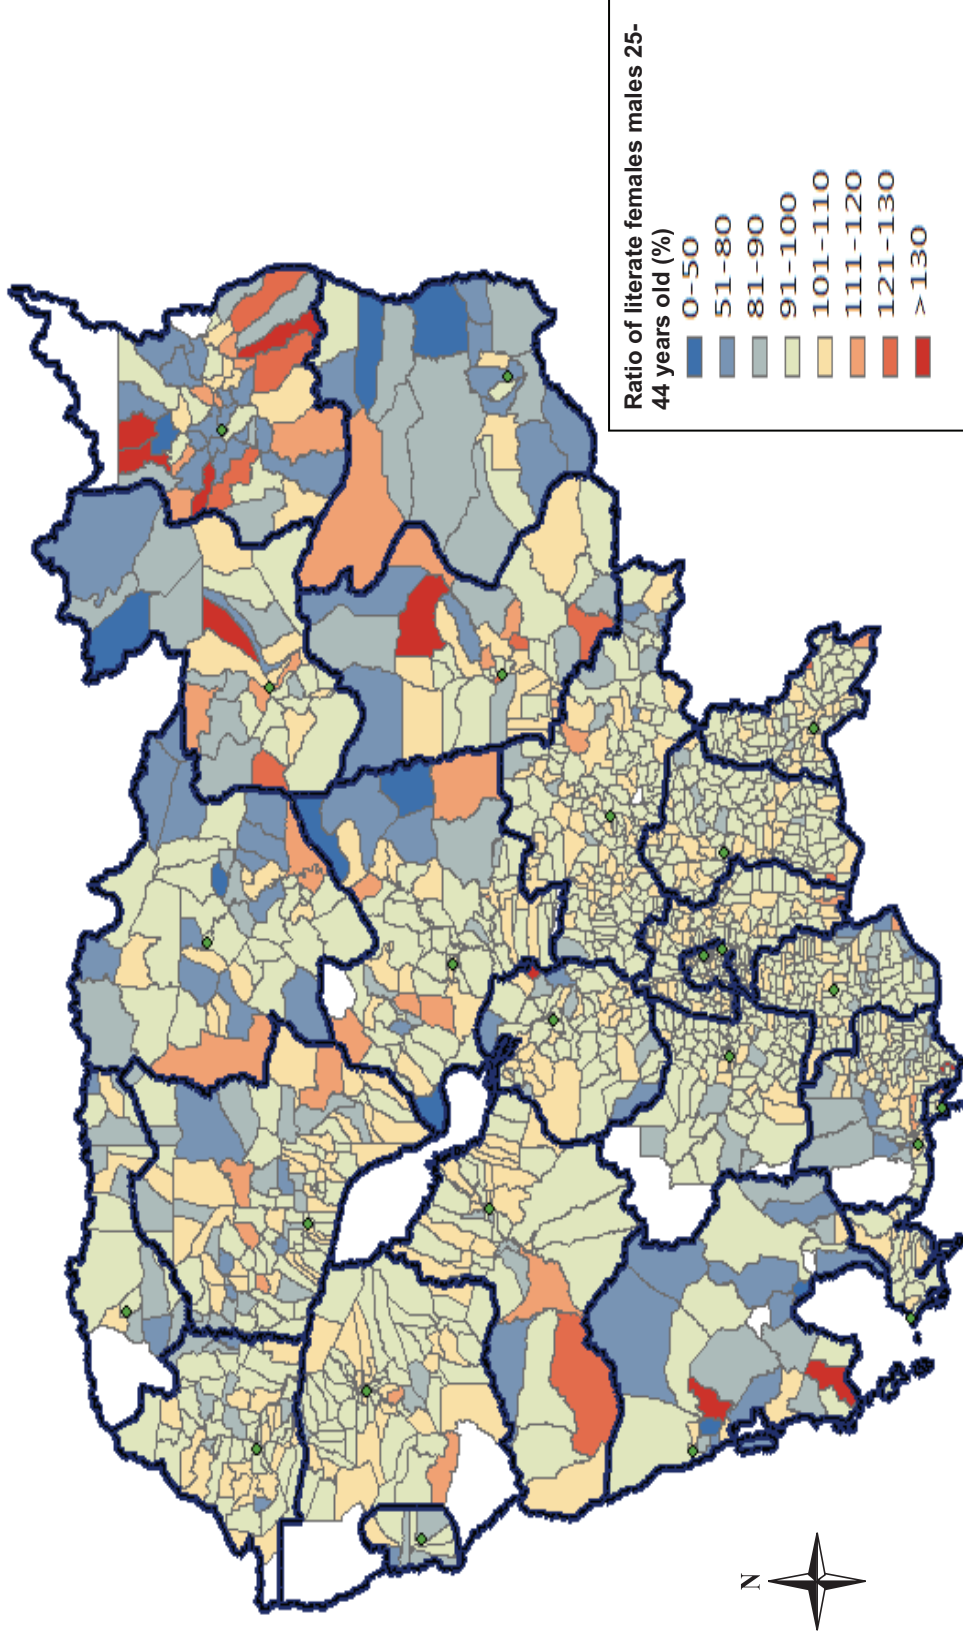 Ratio of literate females males 25-
44 years old (%)
0-50
51-80
81-90
91-100
101-110
111-120
121-130
>130
N